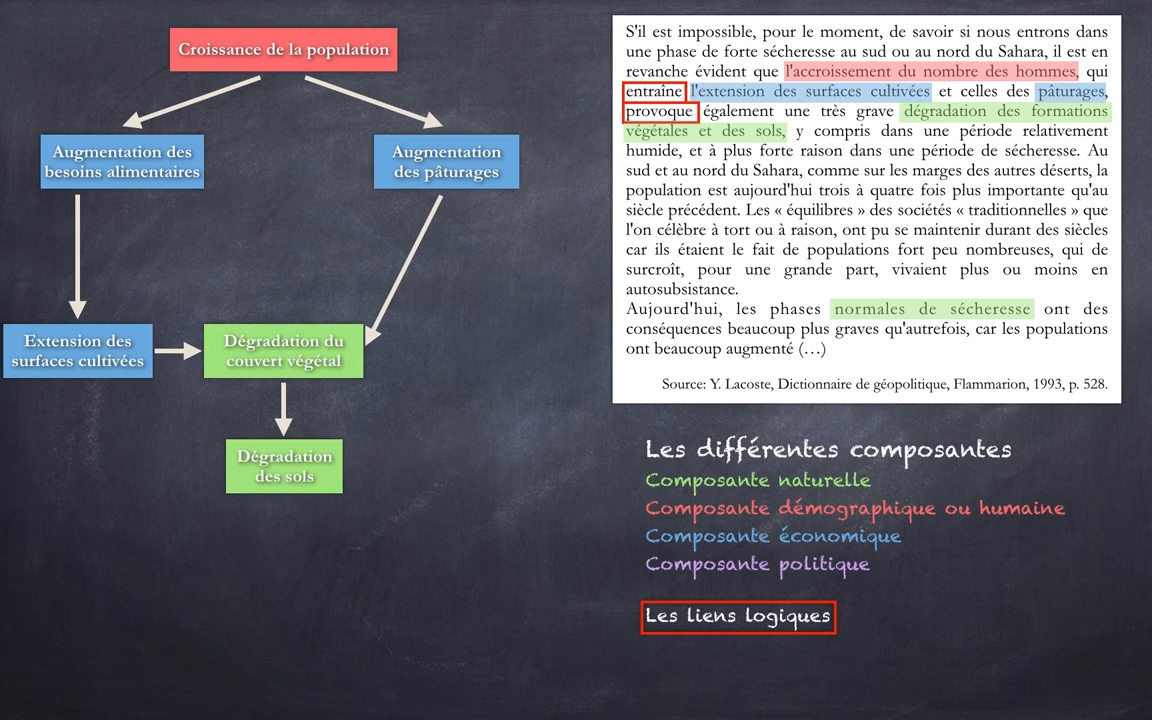 Croissance de la population
Augmentation des
besoins alimentaires
Augmentation
des pâturages
Extension des
surfaces cultivées
Dégradation du
couvert végétal
Dégradation
des sols
S'il est impossible, pour le moment, de savoir si nous entrons dans
une phase de forte sécheresse au sud ou au nord du Sahara, il est en
revanche évident que l'accroissement du nombre des hommes, qui
entraîne l'extension des surfaces cultivées et celles des pâturages,
provoque également une très grave dégradation des formations
végétales et des sols, y compris dans une période relativement
humide, et à plus forte raison dans une période de sécheresse. Au
sud et au nord du Sahara, comme sur les marges des autres déserts, la
population est aujourd'hui trois à quatre fois plus importante qu'au
siècle précédent. Les « équilibres » des sociétés « traditionnelles » que
l'on célèbre à tort ou à raison, ont pu se maintenir durant des siècles
car ils étaient le fait de populations fort peu nombreuses, qui de
surcroît, pour une grande part, vivaient plus ou moins en
autosubsistance.
Aujourd'hui, les phases normales de sécheresse ont des
conséquences beaucoup plus graves qu'autrefois, car les populations
ont beaucoup augmenté (…)
Source: Y. Lacoste, Dictionnaire de géopolitique, Flammarion, 1993, p. 528.
Les différentes composantes
Composante naturelle
Composante démographique ou humaine
Composante économique
Composante politique
Les liens logiques